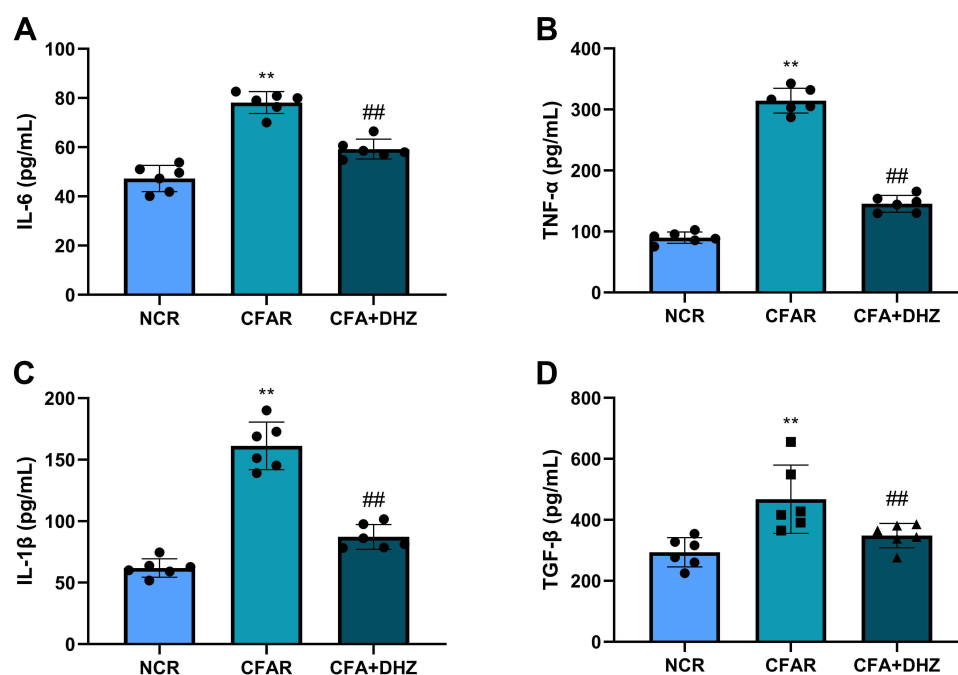 A
IL-6 (pg/mL)
100
80
60
40
20
0
**
##
NCR
CFAR
CFA+DHZ
B
TNF-α (pg/mL)
400
300
200
100
0
**
##
NCR
CFAR
CFA+DHZ
C
IL-1β (pg/mL)
200
150
100
50
0
**
##
NCR
CFAR
CFA+DHZ
D
TGF-β (pg/mL)
800
600
400
200
0
**
##
NCR
CFAR
CFA+DHZ